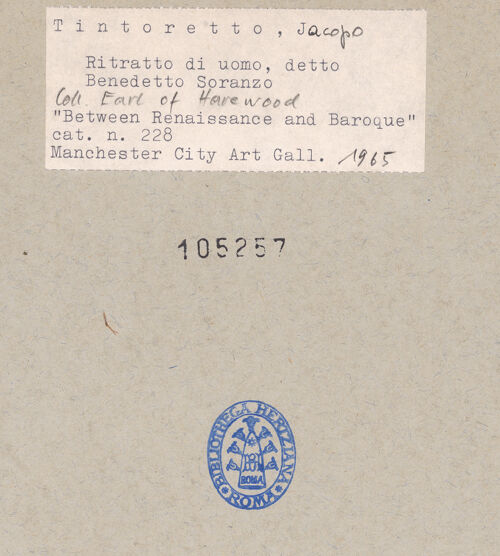 Tintoretto, Jacopo
Ritratto di uomo, detto
Benedetto Soranzo
Coll. Earl of Harewood
"Between Renaissance and Baroque"
cat. n. 228
Manchester City Art Gall. 1965
105257
BIBLIOTHECA HERTZIANA
ROMA
ROMA